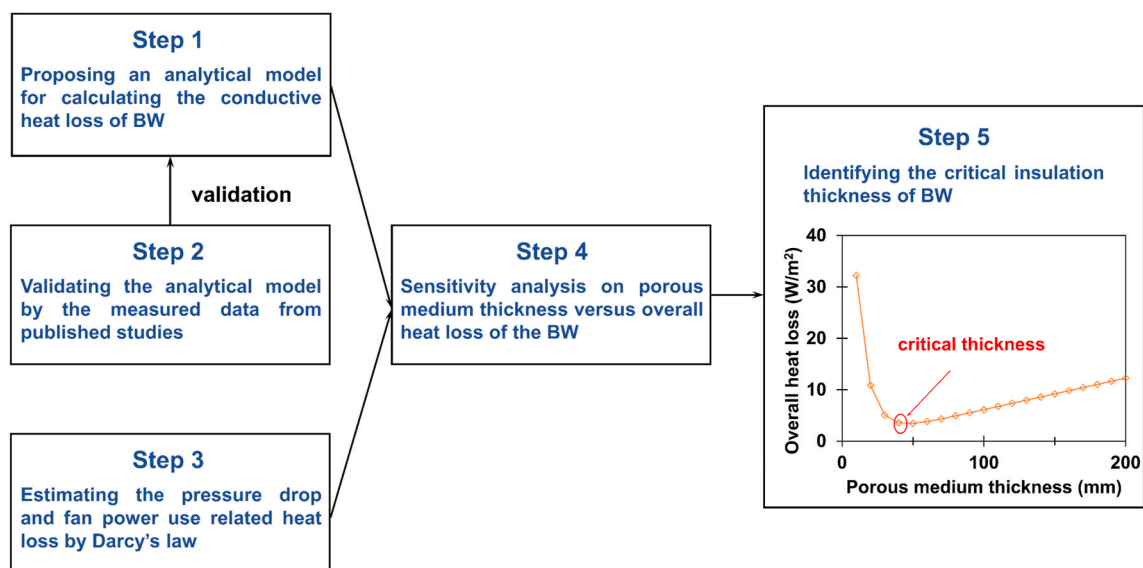 Step 1
Proposing an analytical model
for calculating the conductive
heat loss of BW
validation
Step 2
Validating the analytical model
by the measured data from
published studies
Step 3
Estimating the pressure drop
and fan power use related heat
loss by Darcy's law
Step 4
Sensitivity analysis on porous
medium thickness versus overall
heat loss of the BW
Step 5
Identifying the critical insulation
thickness of BW
Overall heat loss (W/m²)
40
30
20
10
0
critical thickness
0 100 200
Porous medium thickness (mm)